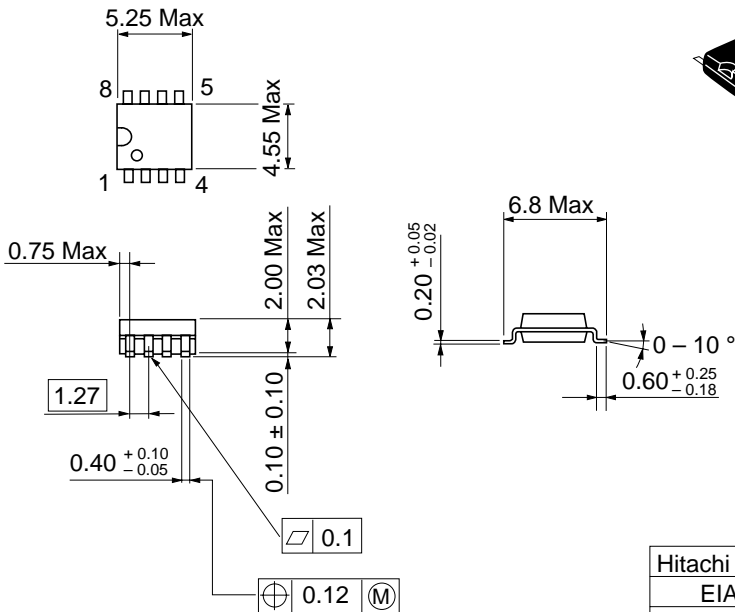 5.25 Max
8 5
4.55 Max
1 4
0.75 Max
2.00 Max
2.03 Max
1.27
0.10 ± 0.10
0.40 + 0.10 – 0.05
0.1
0.12 M
6.8 Max
0.20 + 0.05 – 0.02
0 – 10 °
0.60 + 0.25 – 0.18
Hitachi
EIA